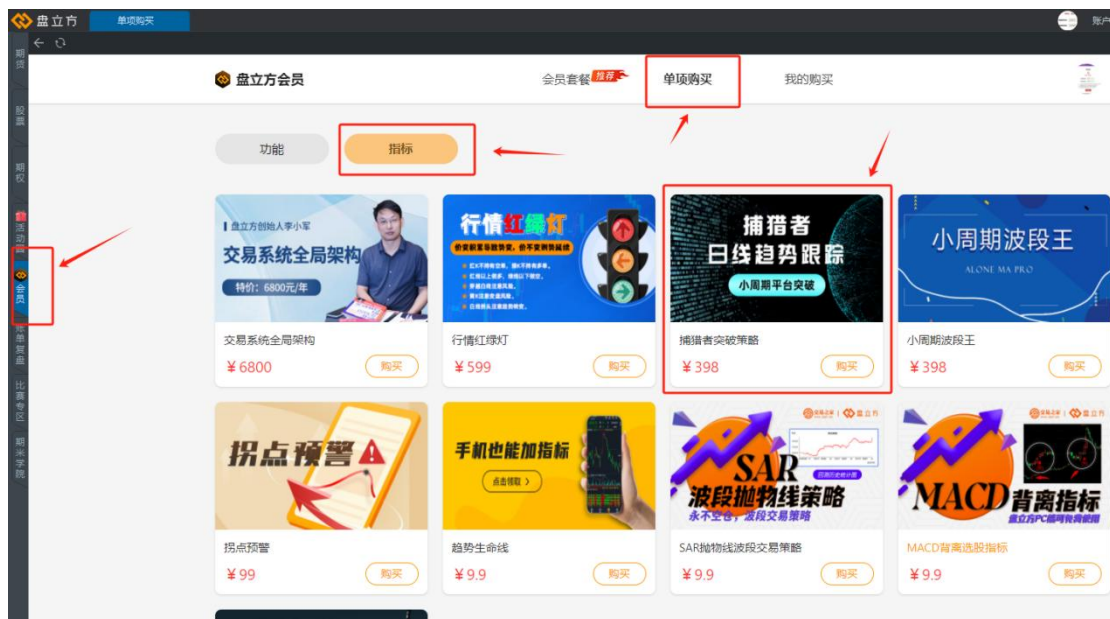 盘立方
单项购买
账户
期货
股票
期权
活动
会员
账单复盘
比赛专区
期米学院
盘立方会员
会员套餐 推荐
单项购买
我的购买
功能
指标
盘立方创始人李小军
交易系统全局架构
特价：6800元/年
交易系统全局架构
¥6800
购买
行情红绿灯
行情红绿灯
¥599
购买
捕猎者
日线趋势跟踪
小周期平台突破
捕猎者突破策略
¥398
购买
小周期波段王
ALONE MA PRO
小周期波段王
¥398
购买
拐点预警
拐点预警
¥99
购买
手机也能加指标
点击领取 >
趋势生命线
¥9.9
购买
盘立方
SAR
波段抛物线策略
永不空仓，波段交易策略
SAR抛物线波段交易策略
¥9.9
购买
盘立方
MACD背离指标
MACD背离选股指标
¥9.9
购买